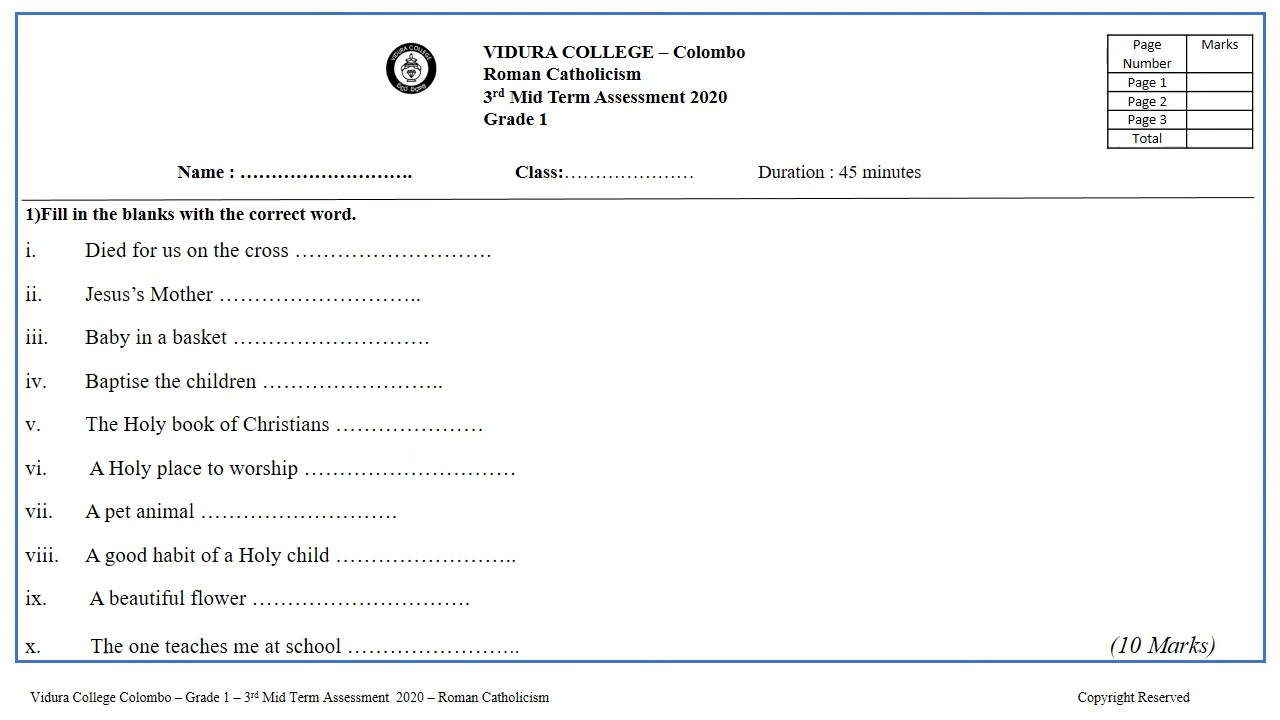 VIDURA COLLEGE – Colombo
Roman Catholicism
3rd Mid Term Assessment 2020
Grade 1
Page Number Marks
Page 1
Page 2
Page 3
Total
Name : ………………………. Class:………………… Duration : 45 minutes
1)Fill in the blanks with the correct word.
i. Died for us on the cross ……………………….
ii. Jesus’s Mother ………………………..
iii. Baby in a basket ……………………….
iv. Baptise the children ……………………..
v. The Holy book of Christians …………………
vi. A Holy place to worship …………………………
vii. A pet animal ……………………….
viii. A good habit of a Holy child ……………………..
ix. A beautiful flower ………………………….
x. The one teaches me at school …………………….. (10 Marks)
Vidura College Colombo – Grade 1 – 3rd Mid Term Assessment 2020 – Roman Catholicism Copyright Reserved